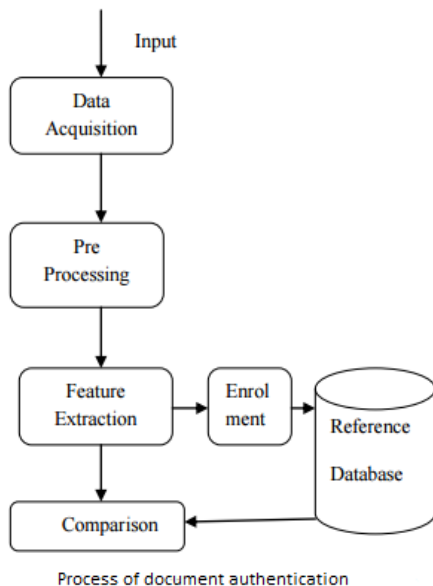 Input
Data
Acquisition
Pre
Processing
Feature
Extraction
Enrol
ment
Reference
Database
Comparison
Process of document authentication